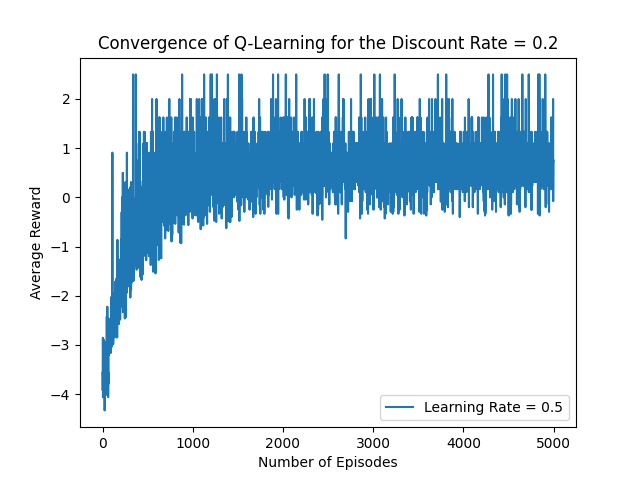 Convergence of Q-Learning for the Discount Rate = 0.2
Average Reward
2
1
0
−1
−2
−3
−4
Learning Rate = 0.5
0 1000 2000 3000 4000 5000
Number of Episodes